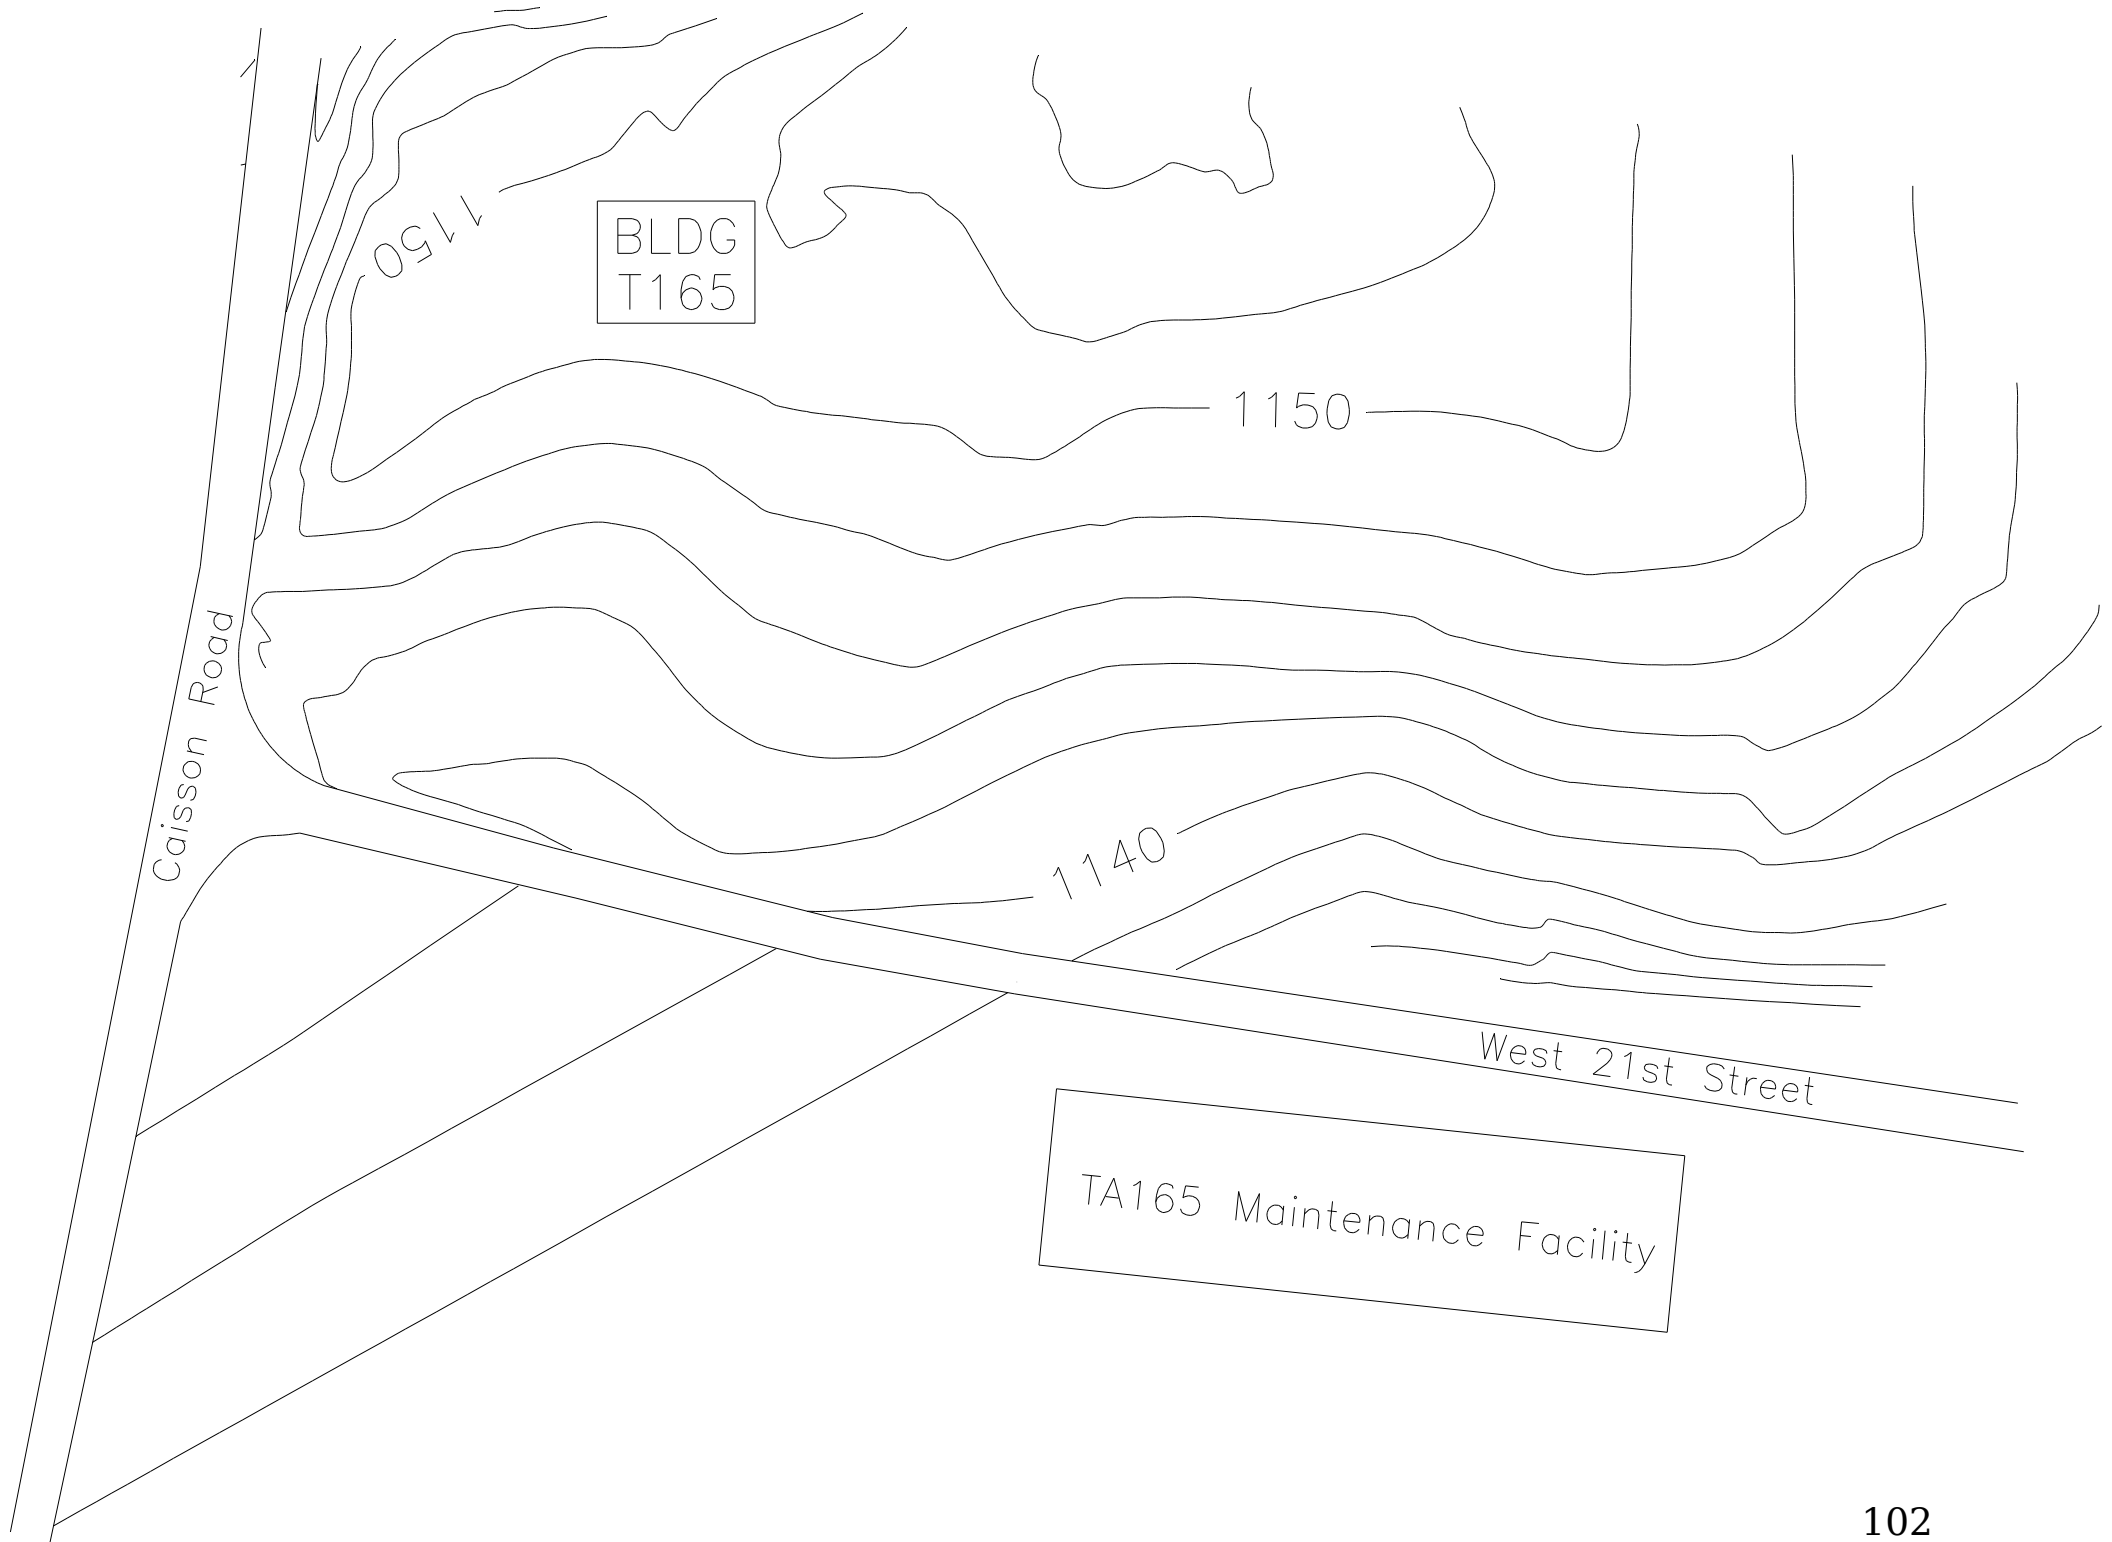 1150
BLDG
T165
1150
Caisson Road
1140
West 21st Street
TA165 Maintenance Facility
102